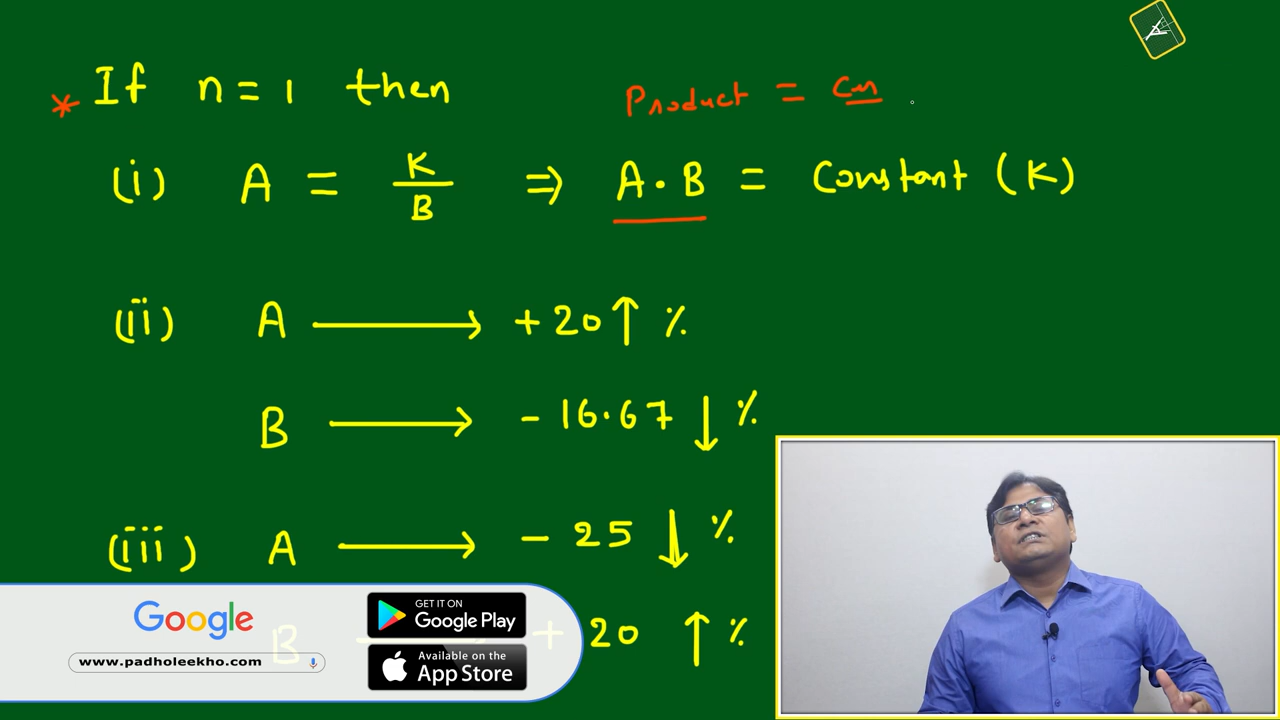 * If n = 1 then
Product = Cm
(i) A = K/B ⇒ A · B = Constant (K)
(ii) A ⟶ + 20 ↑ %
B ⟶ - 16.67 ↓ %
(iii) A ⟶ - 25 ↓ %
B ⟶ + 20 ↑ %
Google
www.padholeekho.com
GET IT ON
Google Play
Available on the
App Store